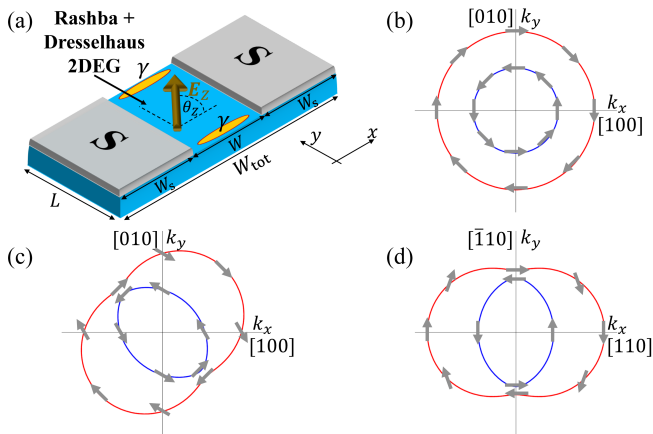 (a)
Rashba +
Dresselhaus
2DEG
γ
E_Z
θ_Z
S
S
γ
W_s
W
W_s
W_tot
L
y
x
(b)
[010] k_y
k_x
[100]
(c)
[010] k_y
k_x
[100]
(d)
[1̄10] k_y
k_x
[110]